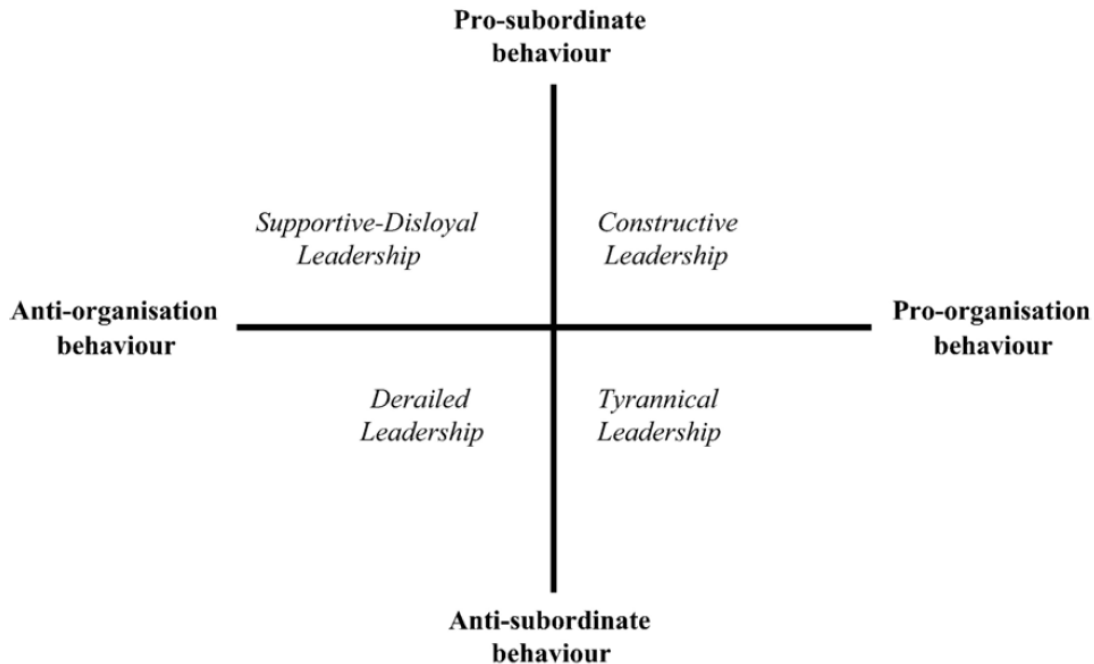 Pro-subordinate
behaviour
Supportive-Disloyal
Leadership
Constructive
Leadership
Anti-organisation
behaviour
Pro-organisation
behaviour
Derailed
Leadership
Tyrannical
Leadership
Anti-subordinate
behaviour